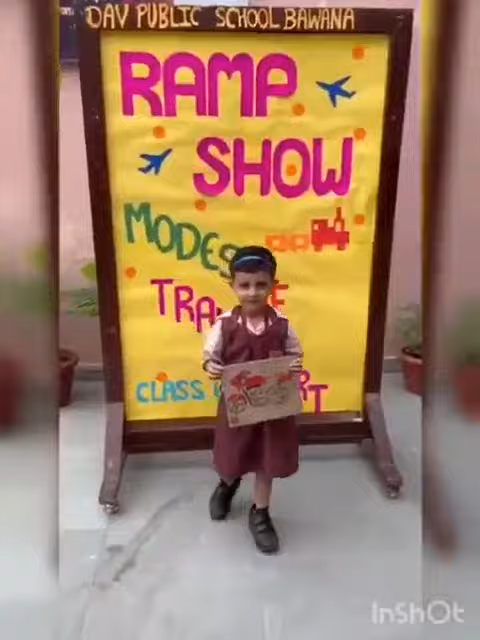 DAV PUBLIC SCHOOL BAWANA
RAMP
SHOW
MODES
CLASS
InShOt